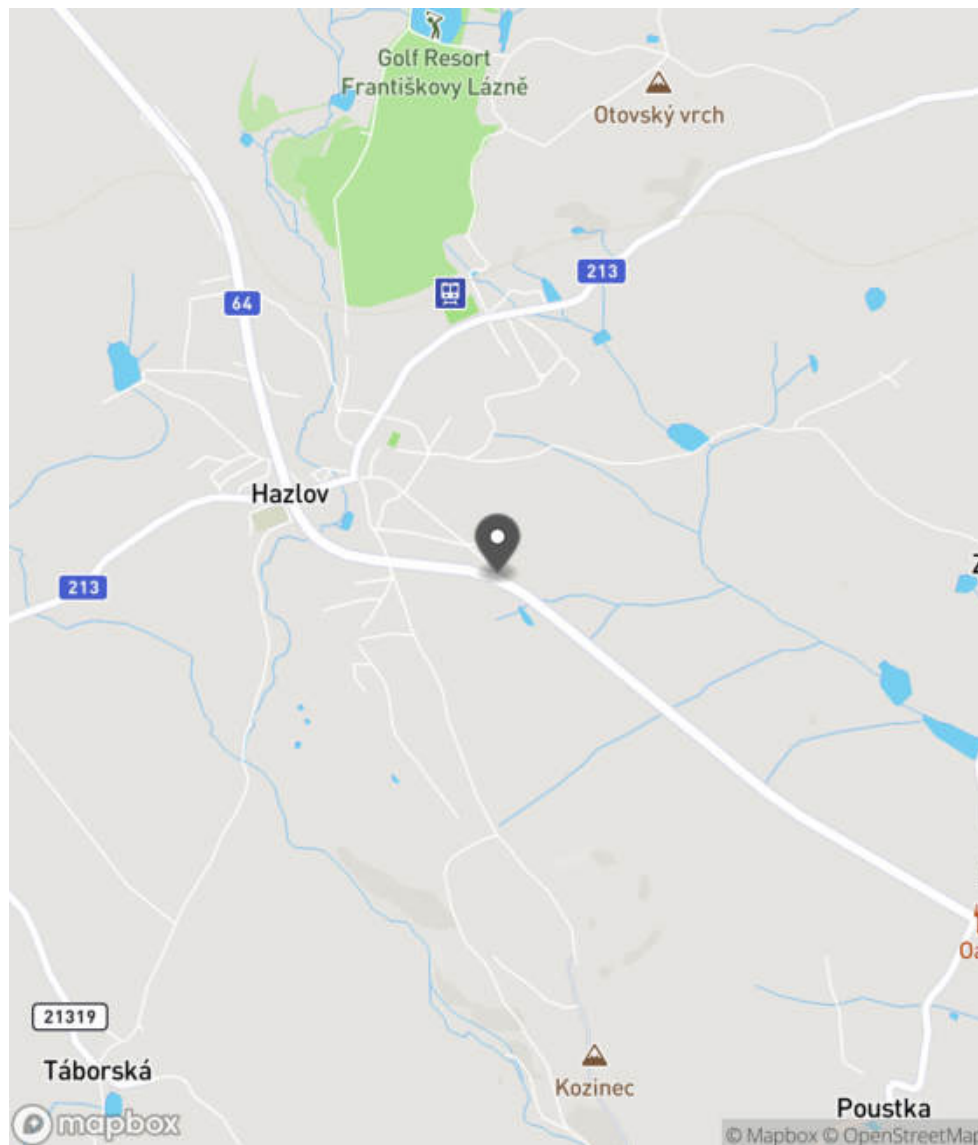 Golf Resort
Františkovy Lázně
Otovský vrch
213
64
Hazlov
213
21319
Táborská
Kozinec
Poustka
mapbox
© Mapbox © OpenStreetMap